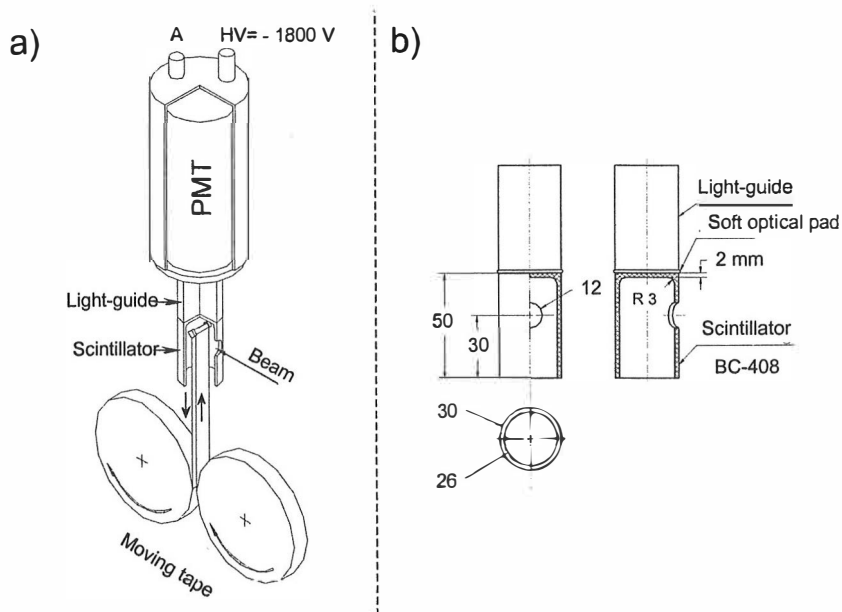 a)
A
HV= - 1800 V
PMT
Light-guide
Scintillator
Beam
Moving tape
b)
Light-guide
Soft optical pad
2 mm
12
R 3
50
30
Scintillator
BC-408
30
26